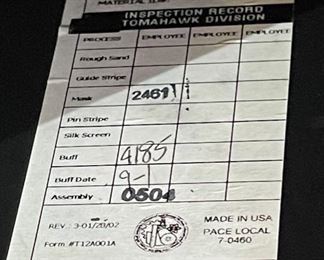 INSPECTION RECORD
TOMAHAWK DIVISION
PROCESS EMPLOYEE EMPLOYEE EMPLOYEE
Rough Sand
Guide Stripe
Mask 2461
Pin Stripe
Silk Screen
Buff 4185
Buff Date 9-1
Assembly 0504
REV.: 3-01/28/02 MADE IN USA
Form #T12A001A PACE LOCAL
7-0460